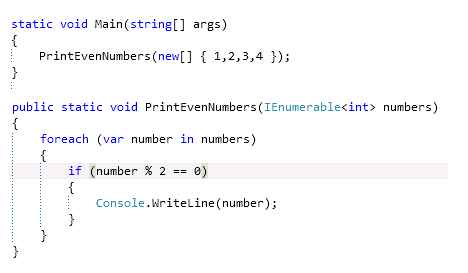 static void Main(string[] args)
{
    PrintEvenNumbers(new[] { 1,2,3,4 });
}
public static void PrintEvenNumbers(IEnumerable<int> numbers)
{
    foreach (var number in numbers)
    {
        if (number % 2 == 0)
        {
            Console.WriteLine(number);
        }
    }
}